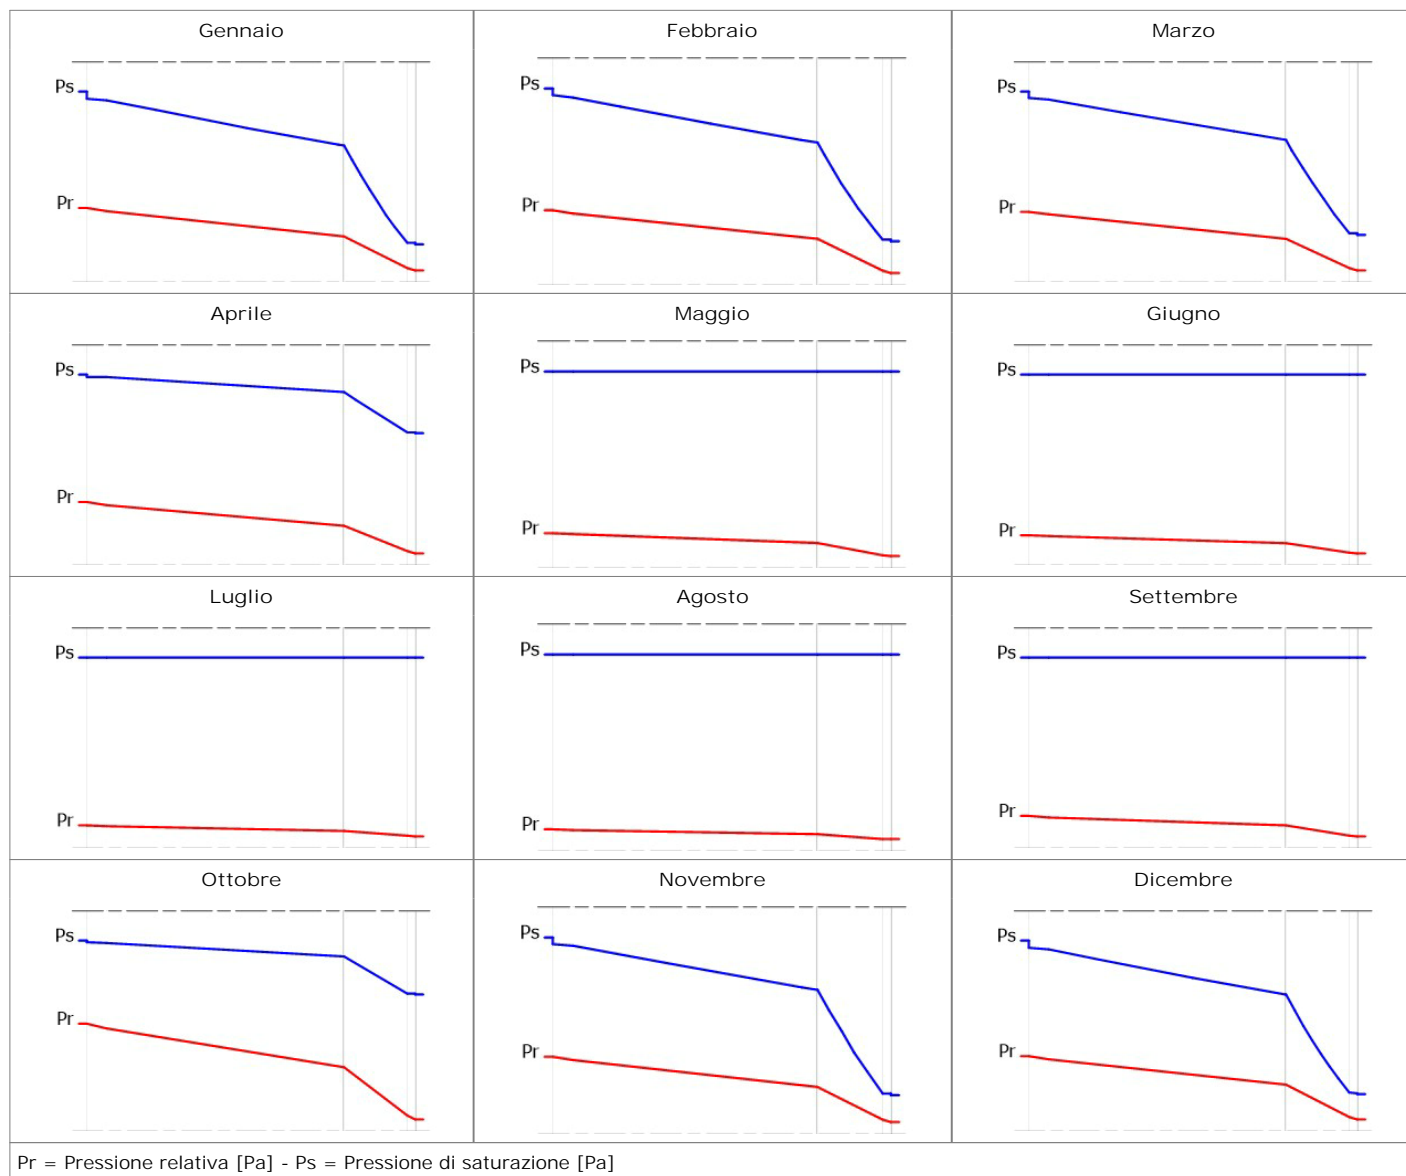 Gennaio
Febbraio
Marzo
Ps
Ps
Ps
Pr
Pr
Pr
Aprile
Maggio
Giugno
Ps
Ps
Ps
Pr
Pr
Pr
Luglio
Agosto
Settembre
Ps
Ps
Ps
Pr
Pr
Pr
Ottobre
Novembre
Dicembre
Ps
Ps
Ps
Pr
Pr
Pr
Pr = Pressione relativa [Pa] - Ps = Pressione di saturazione [Pa]